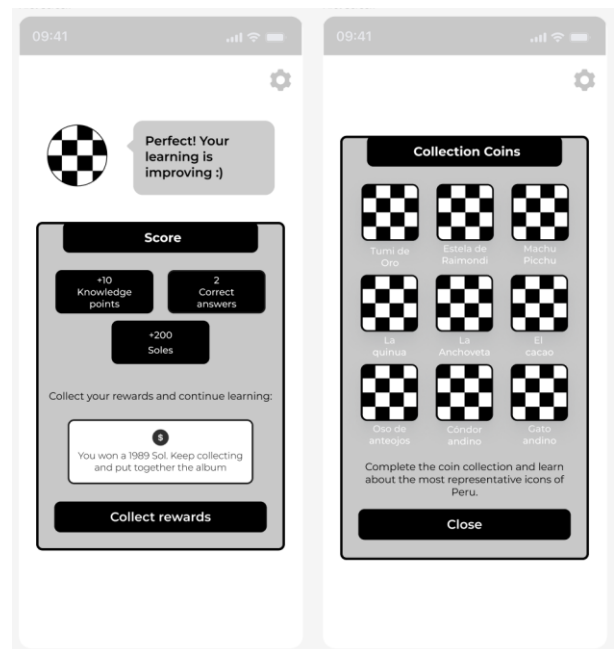 09:41
Perfect! Your
learning is
improving :)
Score
+10
Knowledge
points
2
Correct
answers
+200
Soles
Collect your rewards and continue learning:
$
You won a 1989 Sol. Keep collecting
and put together the album
Collect rewards
09:41
Collection Coins
Tumi de
Oro
Estela de
Raimondi
Machu
Picchu
La
quinua
La
Anchoveta
El
cacao
Oso de
anteojos
Cóndor
andino
Gato
andino
Complete the coin collection and learn
about the most representative icons of
Peru.
Close